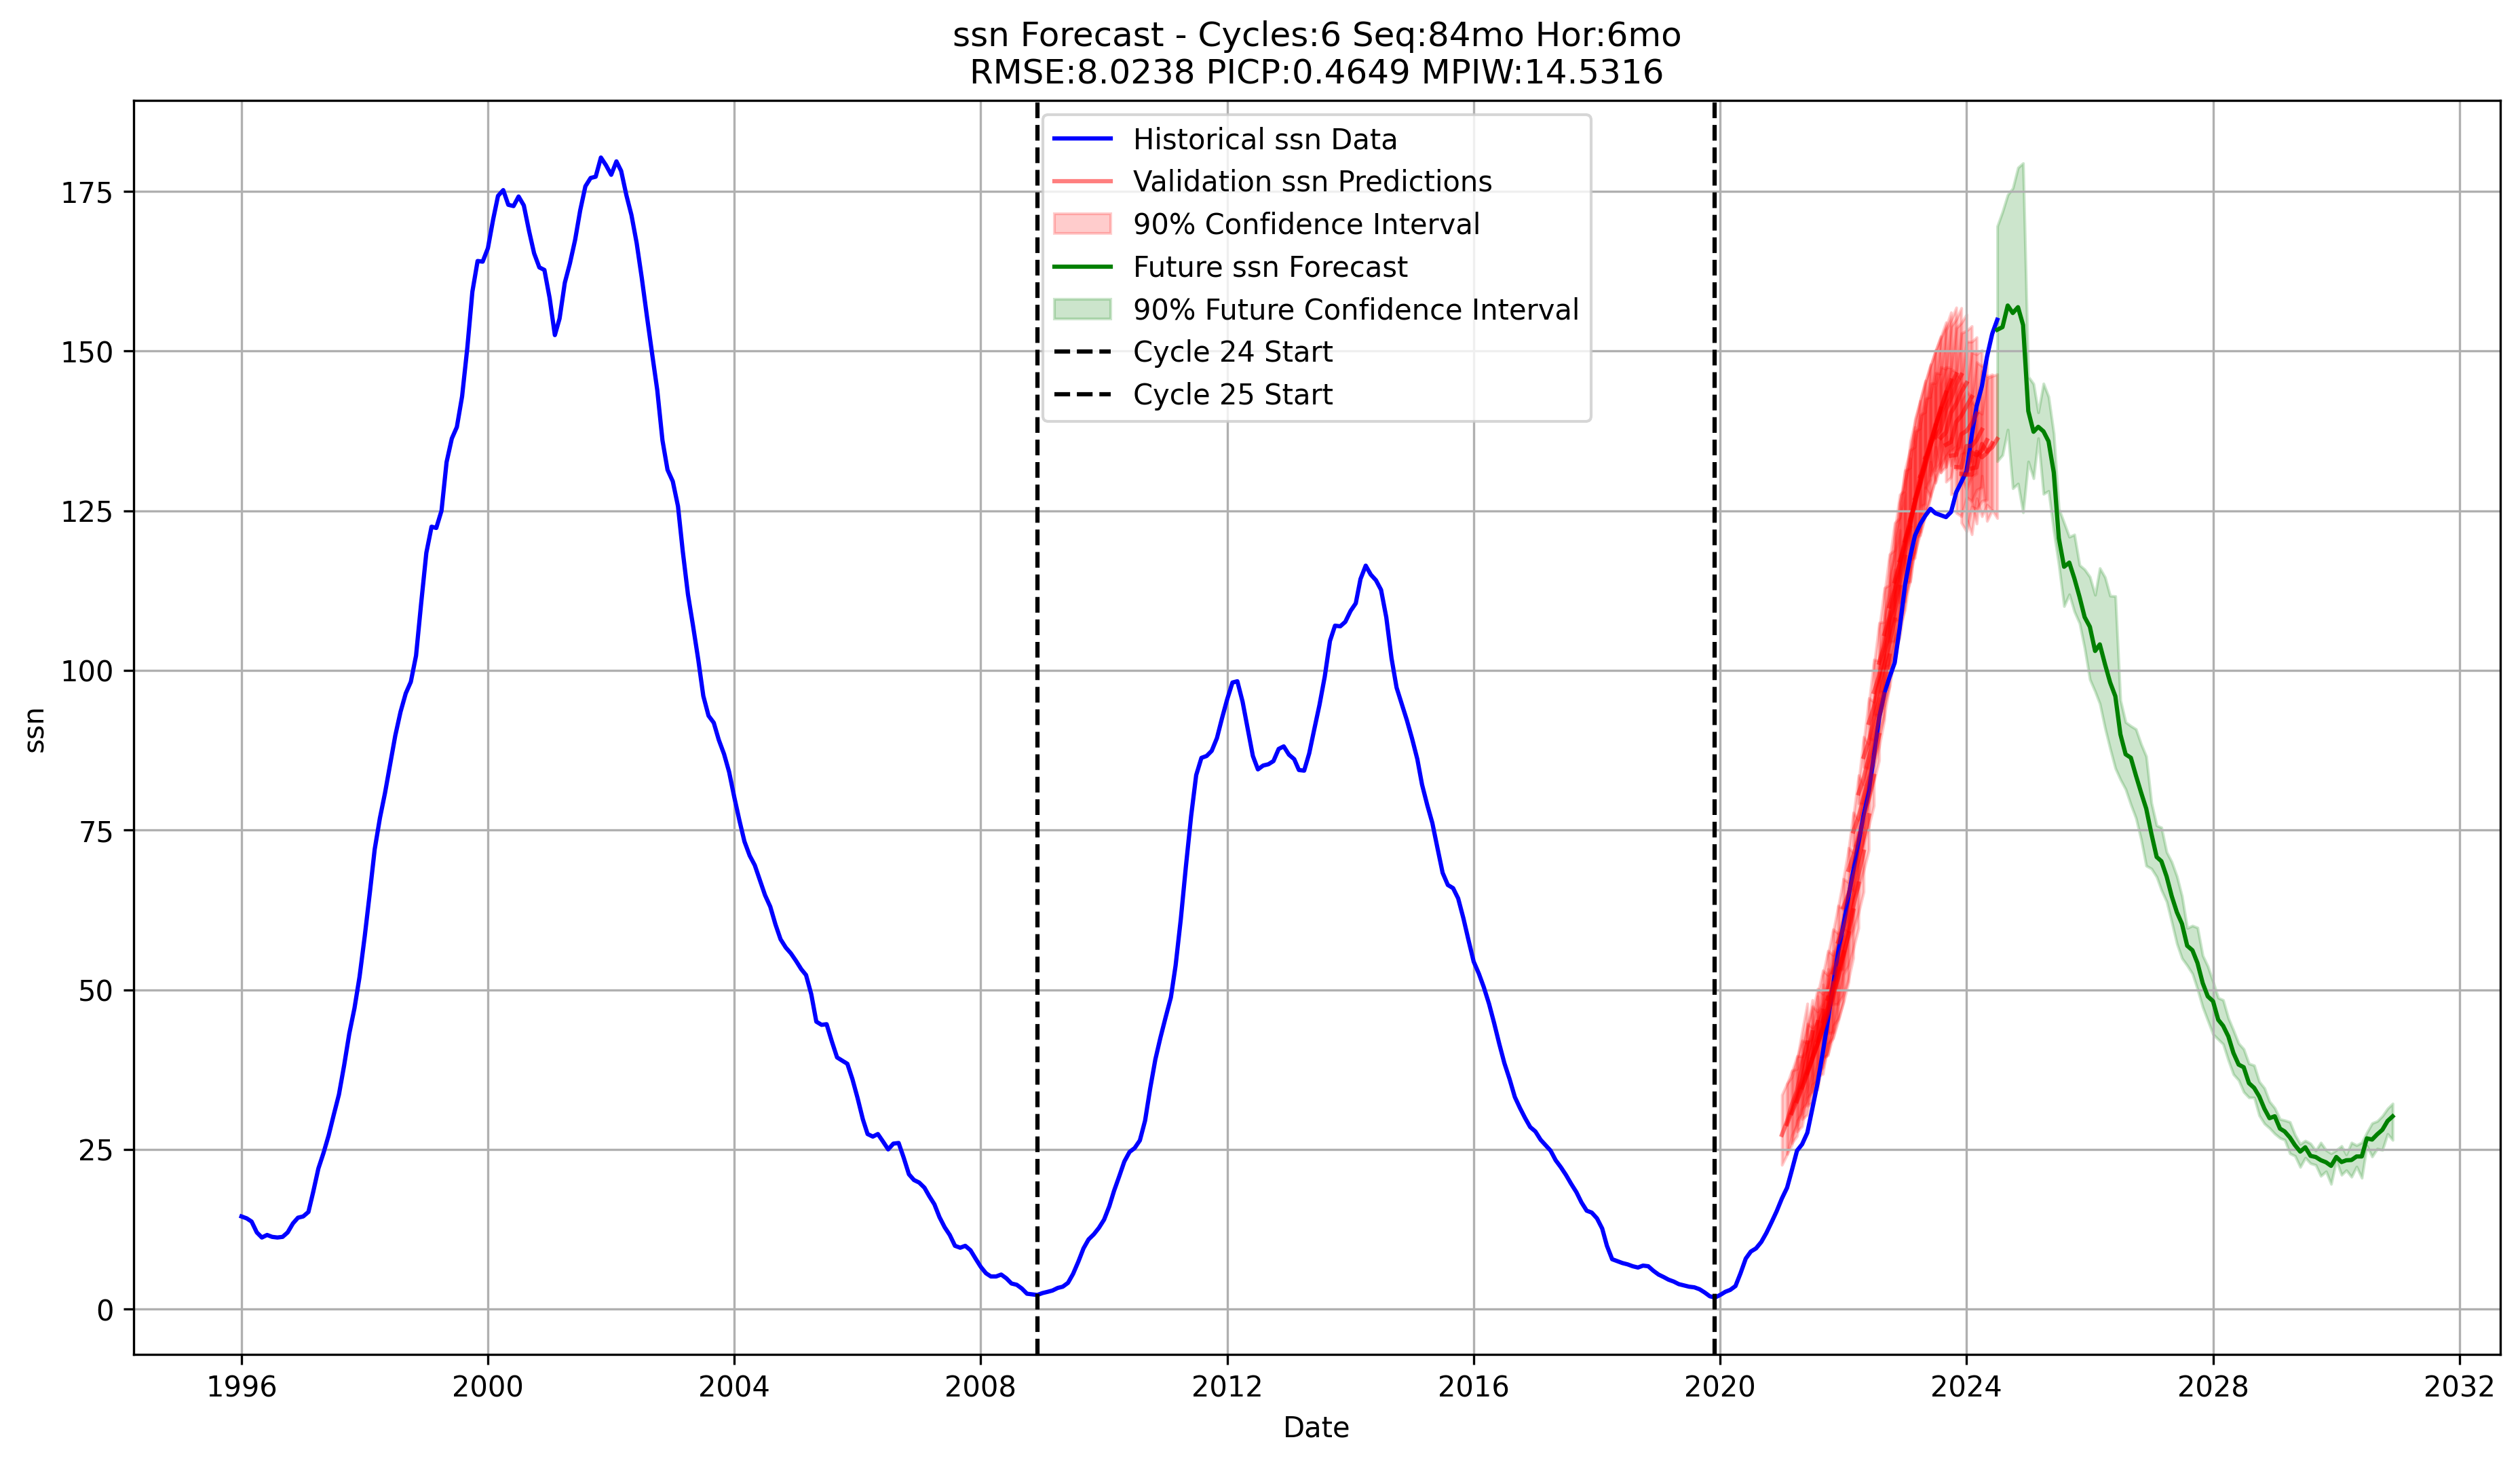 ssn Forecast - Cycles:6 Seq:84mo Hor:6mo
RMSE:8.0238 PICP:0.4649 MPIW:14.5316
Historical ssn Data
Validation ssn Predictions
90% Confidence Interval
Future ssn Forecast
90% Future Confidence Interval
Cycle 24 Start
Cycle 25 Start
175
150
125
100
75
50
25
0
ssn
1996 2000 2004 2008 2012 2016 2020 2024 2028 2032
Date